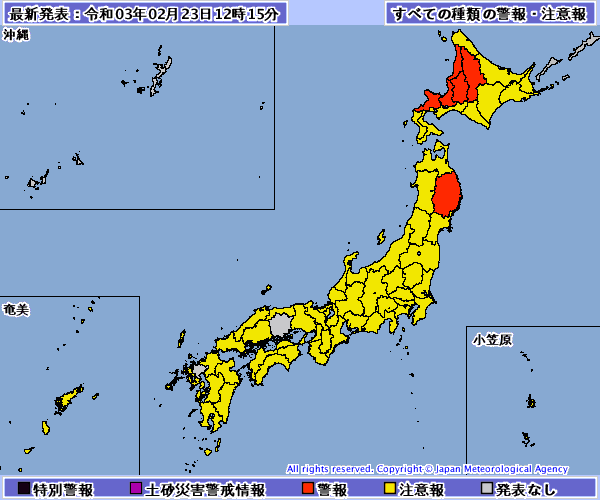 最新発表：令和03年02月23日12時15分
すべての種類の警報・注意報
沖縄
奄美
小笠原
All rights reserved. Copyright © Japan Meteorological Agency
特別警報
土砂災害警戒情報
警報
注意報
発表なし